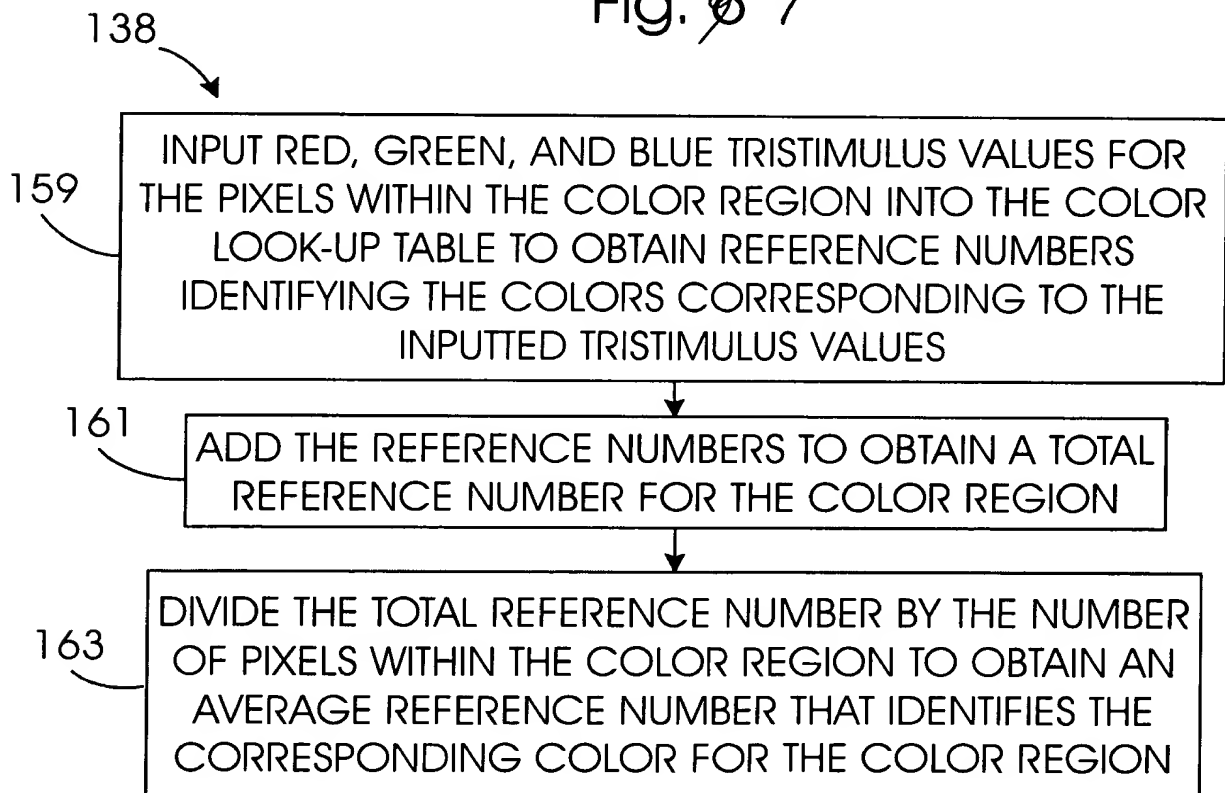 Fig. 7
138
159
INPUT RED, GREEN, AND BLUE TRISTIMULUS VALUES FOR
THE PIXELS WITHIN THE COLOR REGION INTO THE COLOR
LOOK-UP TABLE TO OBTAIN REFERENCE NUMBERS
IDENTIFYING THE COLORS CORRESPONDING TO THE
INPUTTED TRISTIMULUS VALUES
161
ADD THE REFERENCE NUMBERS TO OBTAIN A TOTAL
REFERENCE NUMBER FOR THE COLOR REGION
163
DIVIDE THE TOTAL REFERENCE NUMBER BY THE NUMBER
OF PIXELS WITHIN THE COLOR REGION TO OBTAIN AN
AVERAGE REFERENCE NUMBER THAT IDENTIFIES THE
CORRESPONDING COLOR FOR THE COLOR REGION